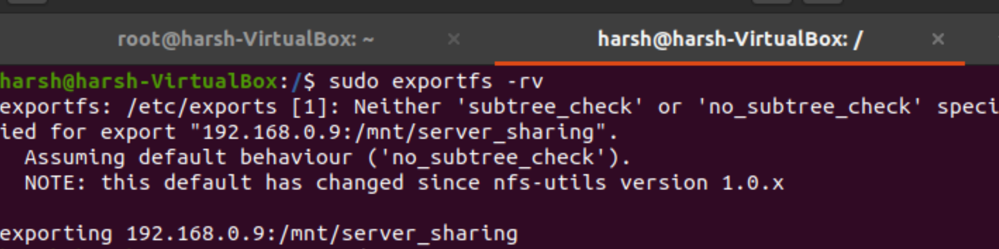 root@harsh-VirtualBox: ~ × harsh@harsh-VirtualBox: / ×
harsh@harsh-VirtualBox:/$ sudo exportfs -rv
exportfs: /etc/exports [1]: Neither 'subtree_check' or 'no_subtree_check' speci
ied for export "192.168.0.9:/mnt/server_sharing".
Assuming default behaviour ('no_subtree_check').
NOTE: this default has changed since nfs-utils version 1.0.x
exporting 192.168.0.9:/mnt/server_sharing